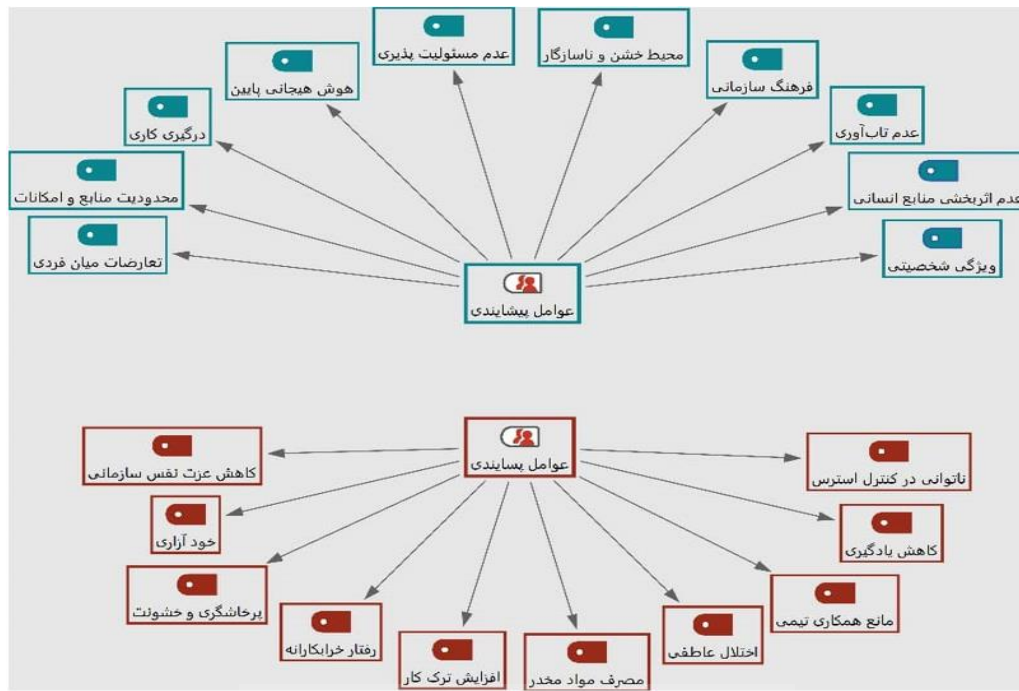 محیط خشن و ناسازگار
عدم مسئولیت پذیری
فرهنگ سازمانی
هوش هیجانی پایین
عدم تاب‌آوری
درگیری کاری
عدم اثربخشی منابع انسانی
محدودیت منابع و امکانات
ویژگی شخصیتی
تعارضات میان فردی
عوامل پیشایندی
عوامل پسایندی
ناتوانی در کنترل استرس
کاهش عزت نفس سازمانی
کاهش یادگیری
خود آزاری
مانع همکاری تیمی
پرخاشگری و خشونت
اختلال عاطفی
رفتار خرابکارانه
مصرف مواد مخدر
افزایش ترک کار